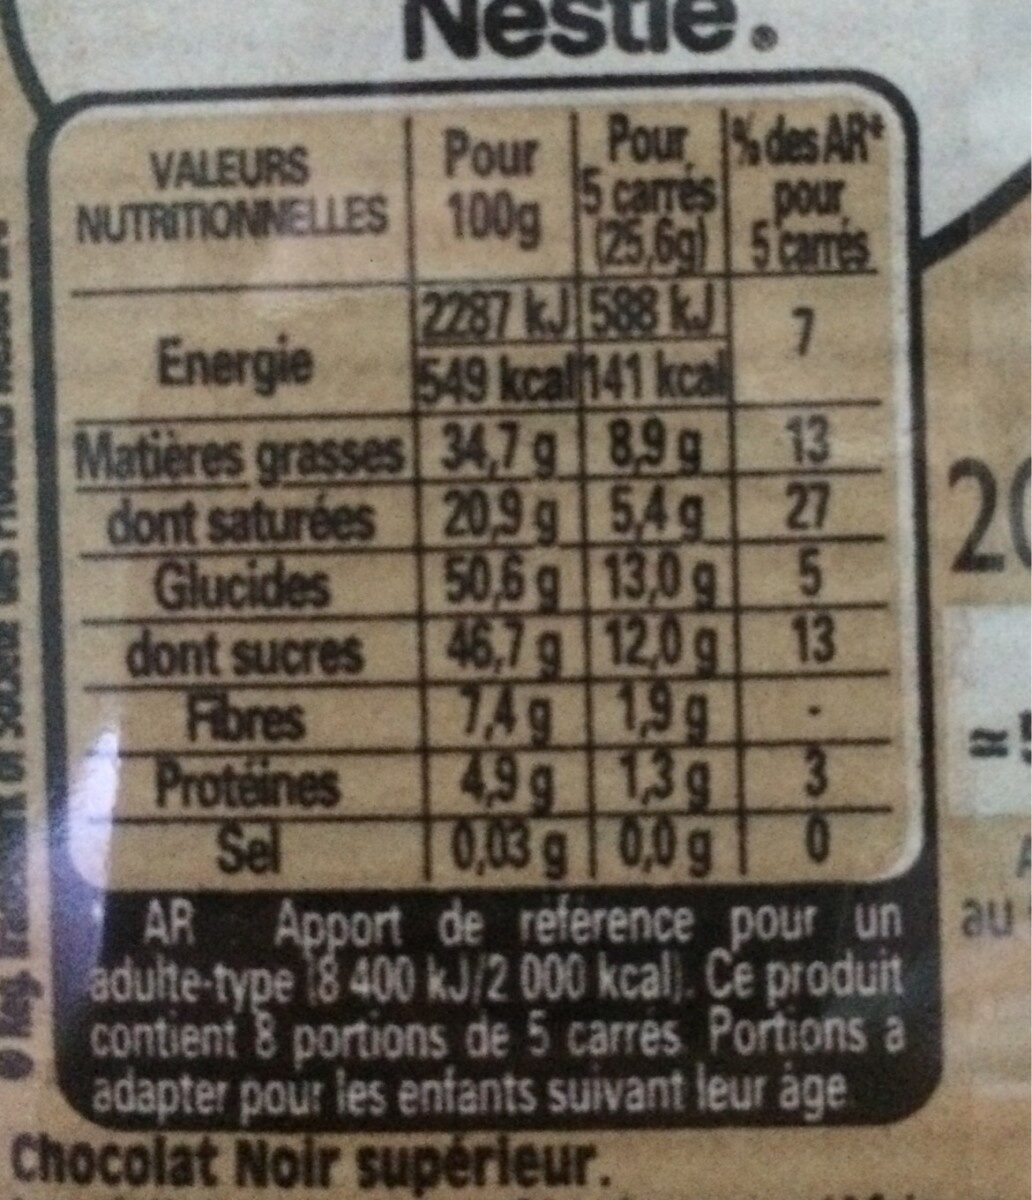 Nestlé®
VALEURS NUTRITIONNELLES | Pour 100g | Pour 5 carrés (25,6g) | % des AR* pour 5 carrés
Energie | 2287 kJ | 588 kJ | 7
549 kcal | 141 kcal
Matières grasses | 34,7 g | 8,9 g | 13
dont saturées | 20,9 g | 5,4 g | 27
Glucides | 50,6 g | 13,0 g | 5
dont sucres | 46,7 g | 12,0 g | 13
Fibres | 7,4 g | 1,9 g | -
Protéines | 4,9 g | 1,3 g | 3
Sel | 0,03 g | 0,0 g | 0
AR Apport de référence pour un
adulte-type (8 400 kJ/2 000 kcal). Ce produit
contient 8 portions de 5 carrés. Portions à
adapter pour les enfants suivant leur âge
Chocolat Noir supérieur.
20
≈
au